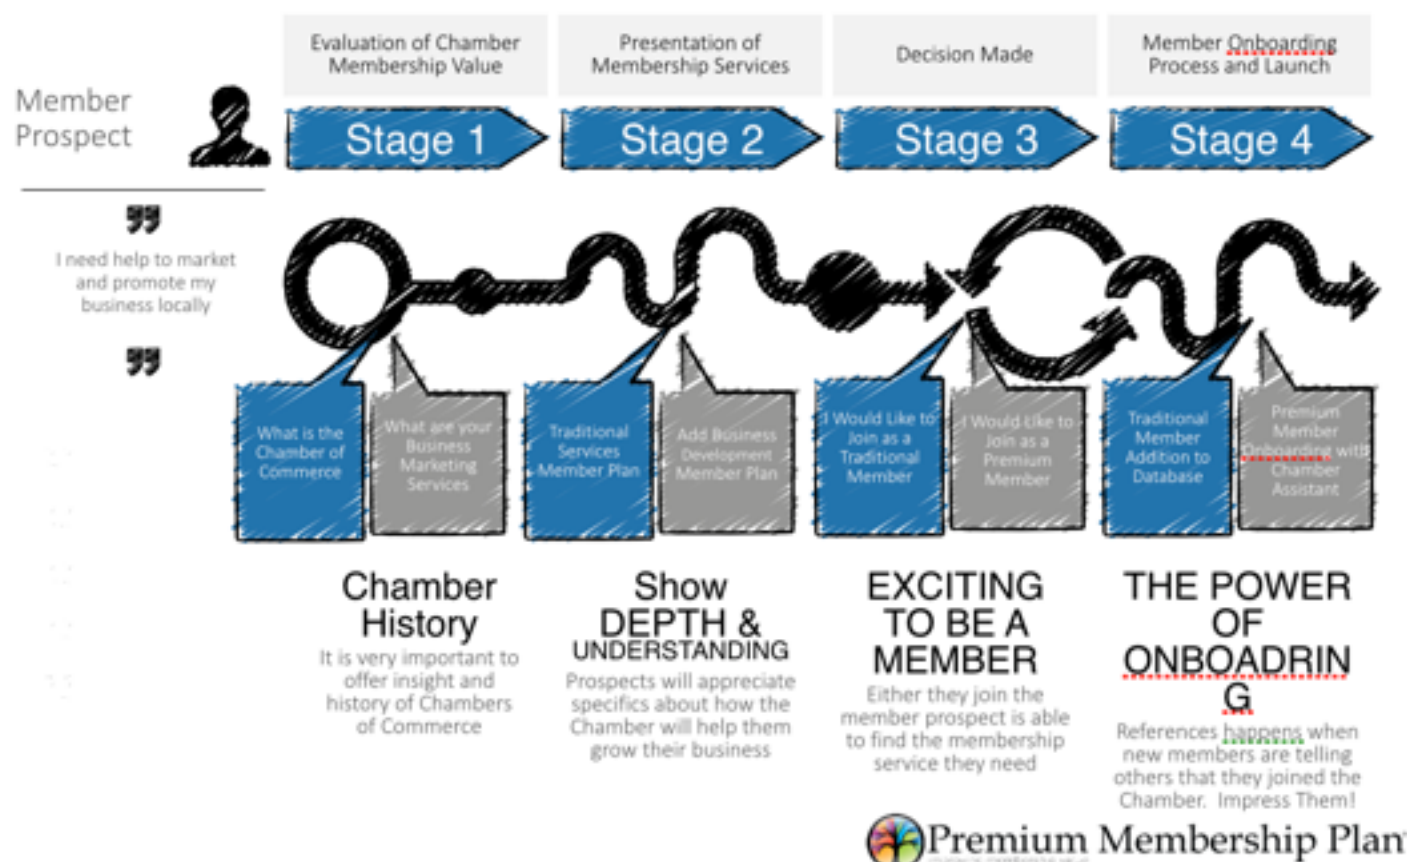 Member
Prospect
I need help to market
and promote my
business locally
Evaluation of Chamber
Membership Value
Stage 1
Presentation of
Membership Services
Stage 2
Decision Made
Stage 3
Member Onboarding
Process and Launch
Stage 4
What is the
Chamber of
Commerce
What are your
Business
Marketing
Services
Traditional
Services
Member Plan
Add Business
Development
Member Plan
I Would Like to
Join as a
Traditional
Member
I Would Like to
Join as a
Premium
Member
Traditional
Member
Addition to
Database
Premium
Member
Onboarding with
Chamber
Assistant
Chamber
History
It is very important to
offer insight and
history of Chambers
of Commerce
Show
DEPTH &
UNDERSTANDING
Prospects will appreciate
specifics about how the
Chamber will help them
grow their business
EXCITING
TO BE A
MEMBER
Either they join the
member prospect is able
to find the membership
service they need
THE POWER
OF
ONBOADRIN
G
References happens when
new members are telling
others that they joined the
Chamber. Impress Them!
Premium Membership Plan